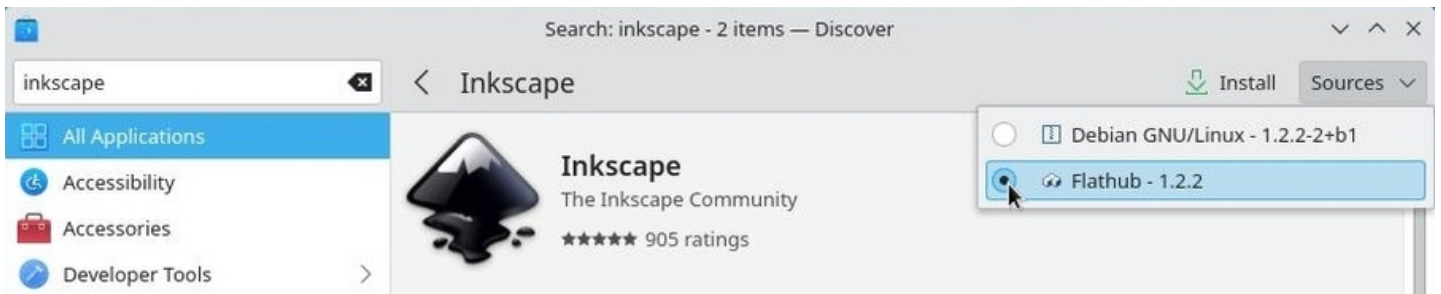 Search: inkscape - 2 items — Discover
inkscape
Inkscape
Install
Sources
All Applications
Accessibility
Accessories
Developer Tools
Inkscape
The Inkscape Community
★★★★★ 905 ratings
Debian GNU/Linux - 1.2.2-2+b1
Flathub - 1.2.2